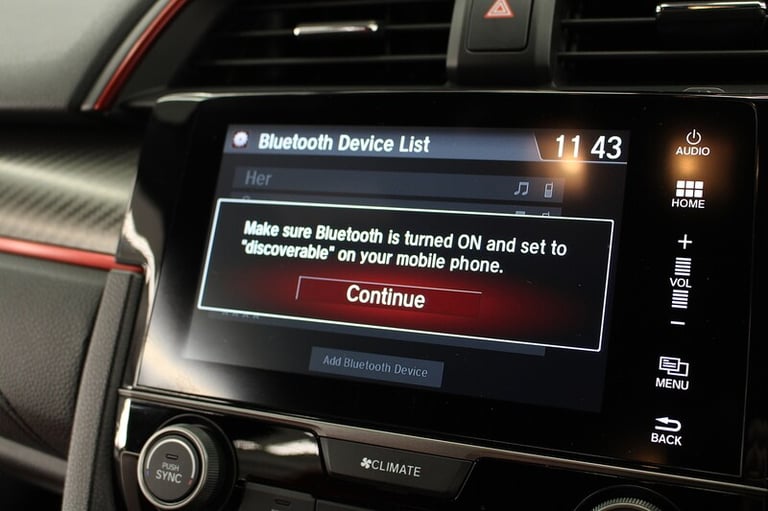 Bluetooth Device List
11 43
AUDIO
Her
HOME
Make sure Bluetooth is turned ON and set to
"discoverable" on your mobile phone.
Continue
+
VOL
-
Add Bluetooth Device
MENU
BACK
PUSH
SYNC
CLIMATE